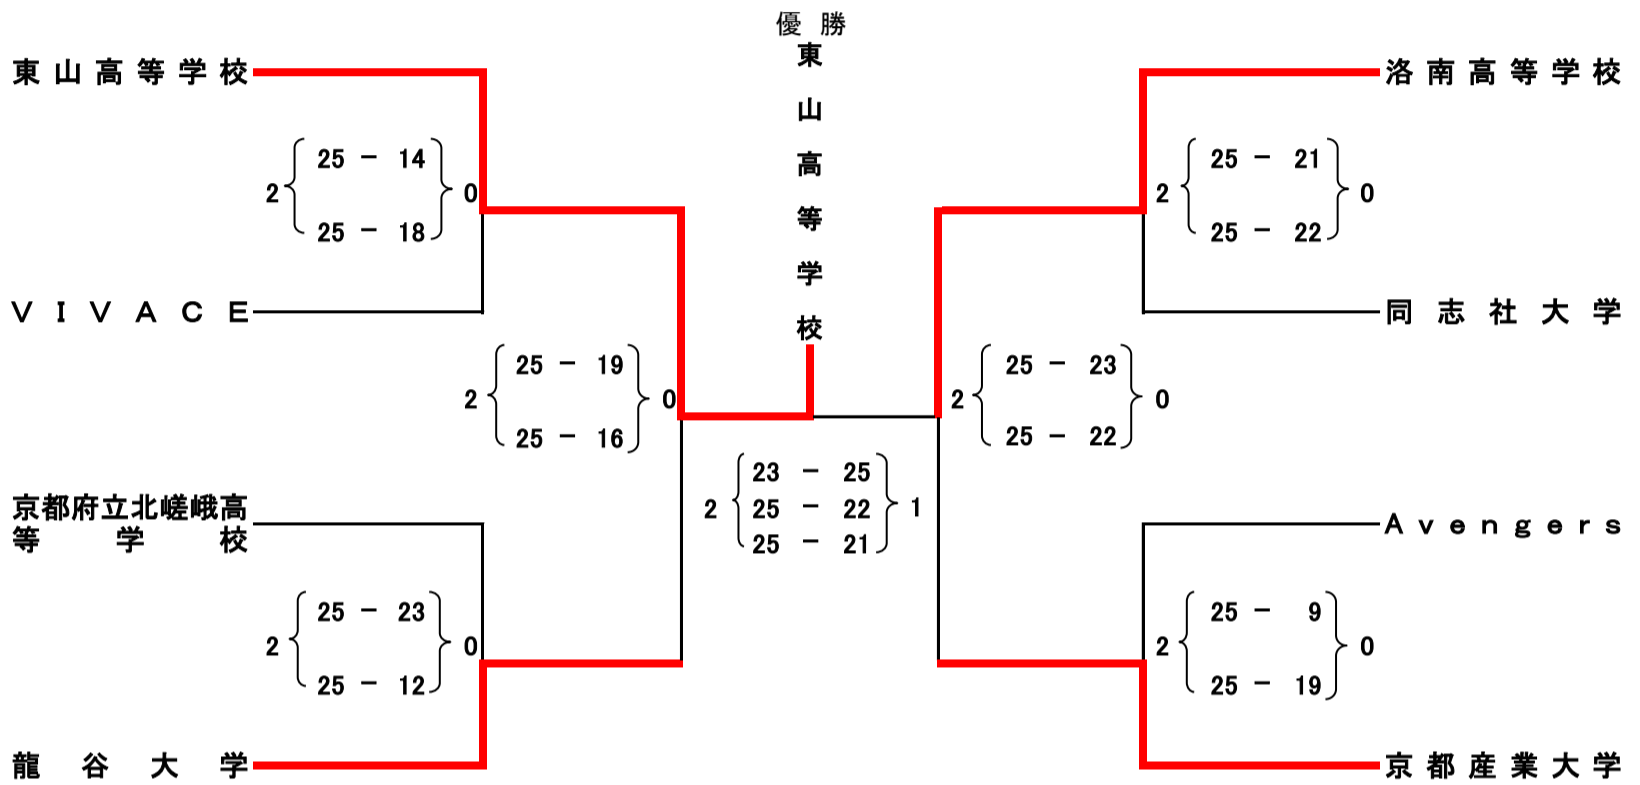 優勝
東山高等学校
東山高等学校
洛南高等学校
2 25 － 14 0
25 － 18
2 25 － 21 0
25 － 22
ＶＩＶＡＣＥ
同志社大学
2 25 － 19 0
25 － 16
2 25 － 23 0
25 － 22
2 23 － 25 1
25 － 22
25 － 21
京都府立北嵯峨高
等学校
Ａｖｅｎｇｅｒｓ
2 25 － 23 0
25 － 12
2 25 － 9 0
25 － 19
龍谷大学
京都産業大学